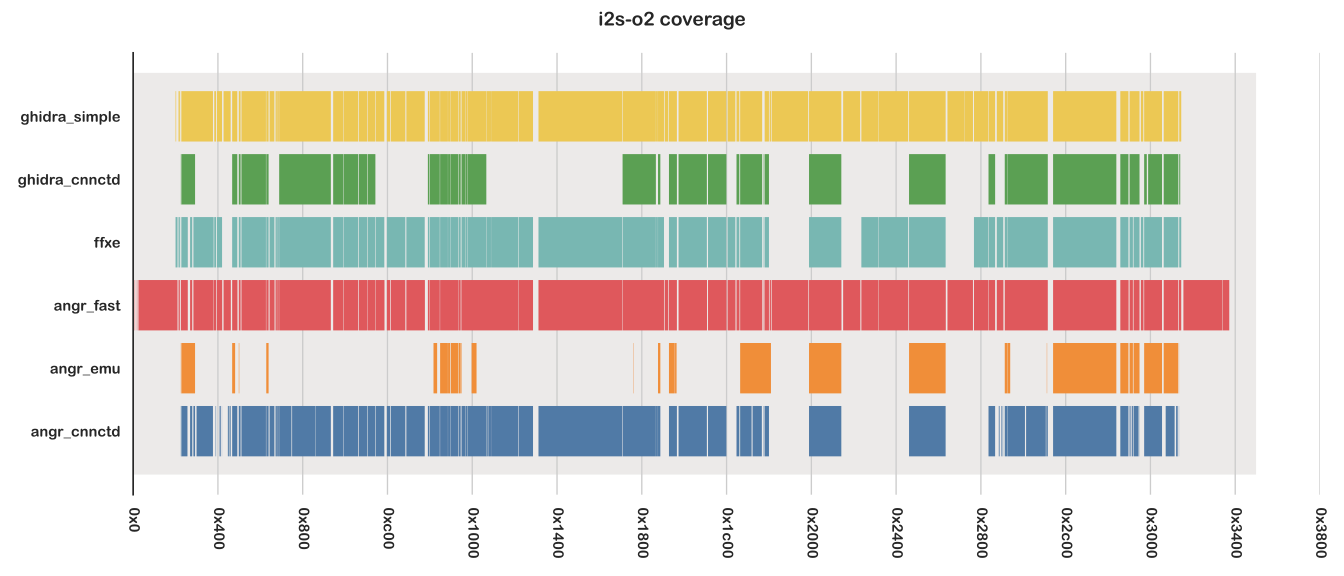 i2s-o2 coverage
ghidra_simple
ghidra_cnnctd
ffxe
angr_fast
angr_emu
angr_cnnctd
0x0
0x400
0x800
0xc00
0x1000
0x1400
0x1800
0x1c00
0x2000
0x2400
0x2800
0x2c00
0x3000
0x3400
0x3800